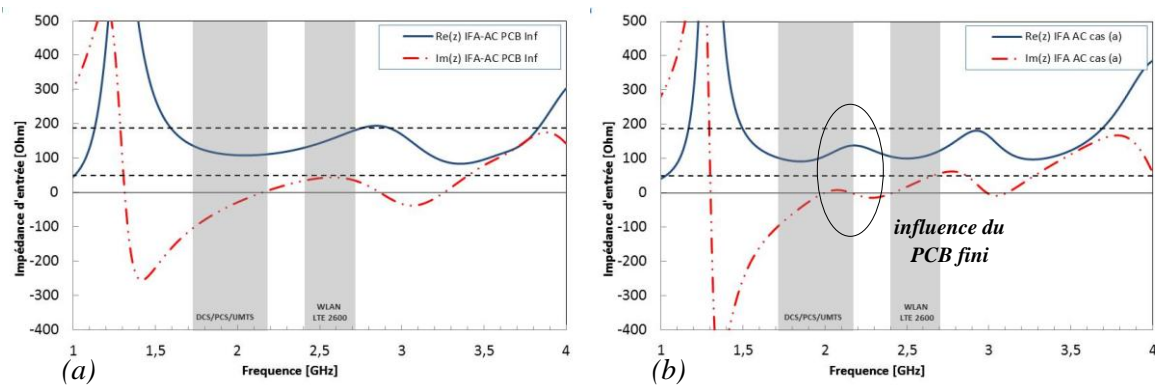 500
400
300
200
100
0
-100
-200
-300
-400
Impédance d'entrée [Ohm]
Re(z) IFA-AC PCB Inf
Im(z) IFA-AC PCB Inf
DCS/PCS/UMTS
WLAN
LTE 2600
1
1,5
2
2,5
3
3,5
4
Frequence [GHz]
(a)
500
400
300
200
100
0
-100
-200
-300
-400
Impédance d'entrée [Ohm]
Re(z) IFA AC cas (a)
Im(z) IFA AC cas (a)
influence du
PCB fini
DCS/PCS/UMTS
WLAN
LTE 2600
1
1,5
2
2,5
3
3,5
4
Frequence [GHz]
(b)